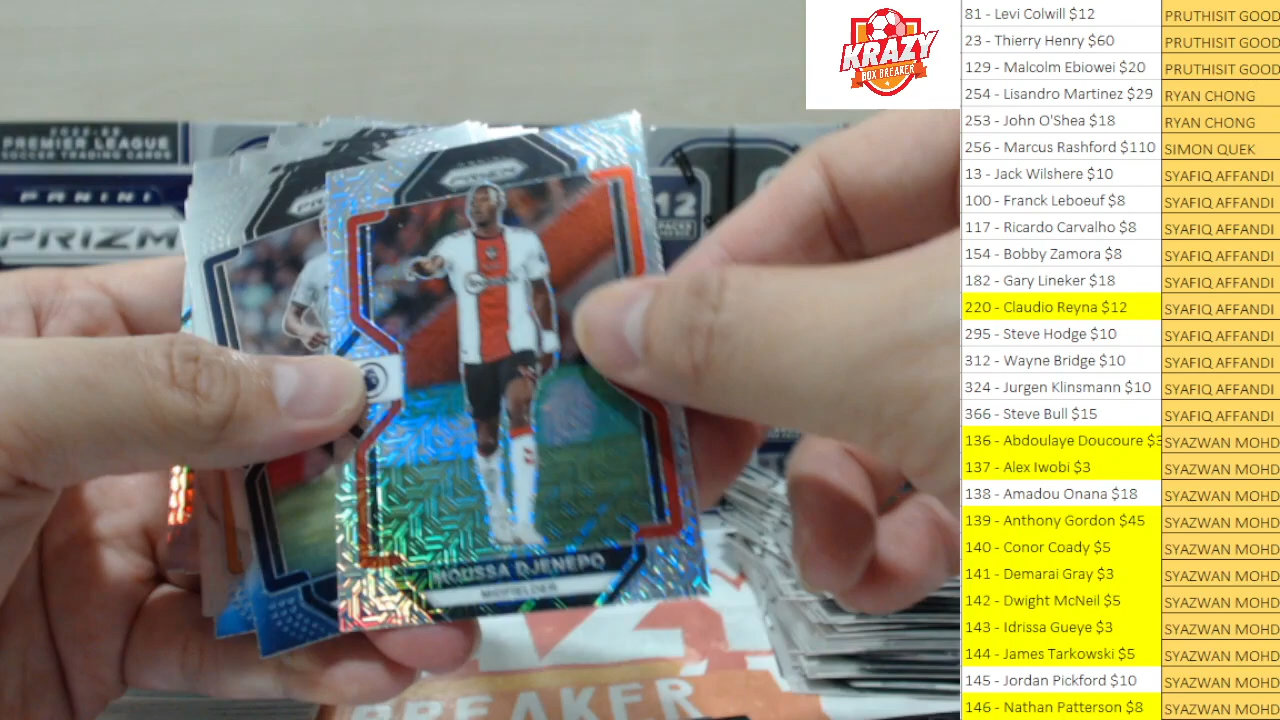 KRAZY
BOX BREAKER
PREMIER LEAGUE
SOCCER TRADING CARDS
PANINI
PRIZM
12
PACKS
MOUSSA DJENEPO
MIDFIELDER
BREAKER
81 - Levi Colwill $12 PRUTHISIT GOOD
23 - Thierry Henry $60 PRUTHISIT GOOD
129 - Malcolm Ebiowei $20 PRUTHISIT GOOD
254 - Lisandro Martinez $29 RYAN CHONG
253 - John O'Shea $18 RYAN CHONG
256 - Marcus Rashford $110 SIMON QUEK
13 - Jack Wilshere $10 SYAFIQ AFFANDI
100 - Franck Leboeuf $8 SYAFIQ AFFANDI
117 - Ricardo Carvalho $8 SYAFIQ AFFANDI
154 - Bobby Zamora $8 SYAFIQ AFFANDI
182 - Gary Lineker $18 SYAFIQ AFFANDI
220 - Claudio Reyna $12 SYAFIQ AFFANDI
295 - Steve Hodge $10 SYAFIQ AFFANDI
312 - Wayne Bridge $10 SYAFIQ AFFANDI
324 - Jurgen Klinsmann $10 SYAFIQ AFFANDI
366 - Steve Bull $15 SYAFIQ AFFANDI
136 - Abdoulaye Doucoure $3 SYAZWAN MOHD
137 - Alex Iwobi $3 SYAZWAN MOHD
138 - Amadou Onana $18 SYAZWAN MOHD
139 - Anthony Gordon $45 SYAZWAN MOHD
140 - Conor Coady $5 SYAZWAN MOHD
141 - Demarai Gray $3 SYAZWAN MOHD
142 - Dwight McNeil $5 SYAZWAN MOHD
143 - Idrissa Gueye $3 SYAZWAN MOHD
144 - James Tarkowski $5 SYAZWAN MOHD
145 - Jordan Pickford $10 SYAZWAN MOHD
146 - Nathan Patterson $8 SYAZWAN MOHD